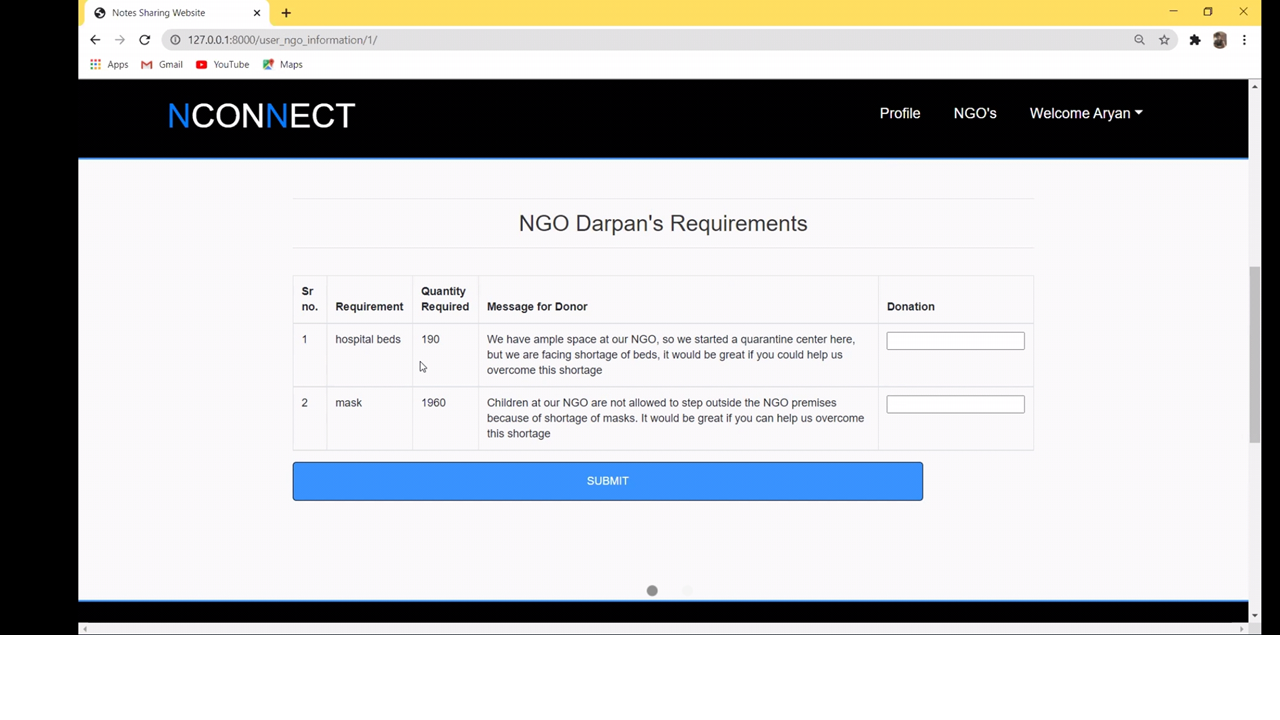 Notes Sharing Website
127.0.0.1:8000/user_ngo_information/1/
Apps Gmail YouTube Maps
NCONNECT Profile NGO's Welcome Aryan
NGO Darpan's Requirements
Sr no. Requirement Quantity Required Message for Donor Donation
1 hospital beds 190 We have ample space at our NGO, so we started a quarantine center here,
but we are facing shortage of beds, it would be great if you could help us
overcome this shortage
2 mask 1960 Children at our NGO are not allowed to step outside the NGO premises
because of shortage of masks. It would be great if you can help us overcome
this shortage
SUBMIT